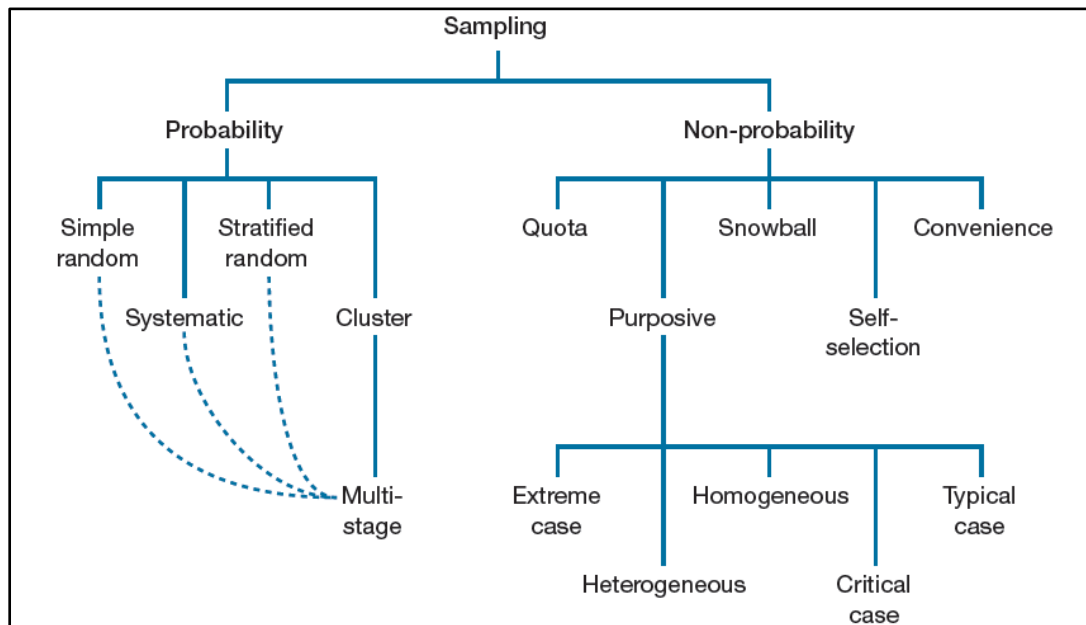 Sampling
Probability
Non-probability
Simple
random
Stratified
random
Quota
Snowball
Convenience
Systematic
Cluster
Purposive
Self-
selection
Multi-
stage
Extreme
case
Homogeneous
Typical
case
Heterogeneous
Critical
case